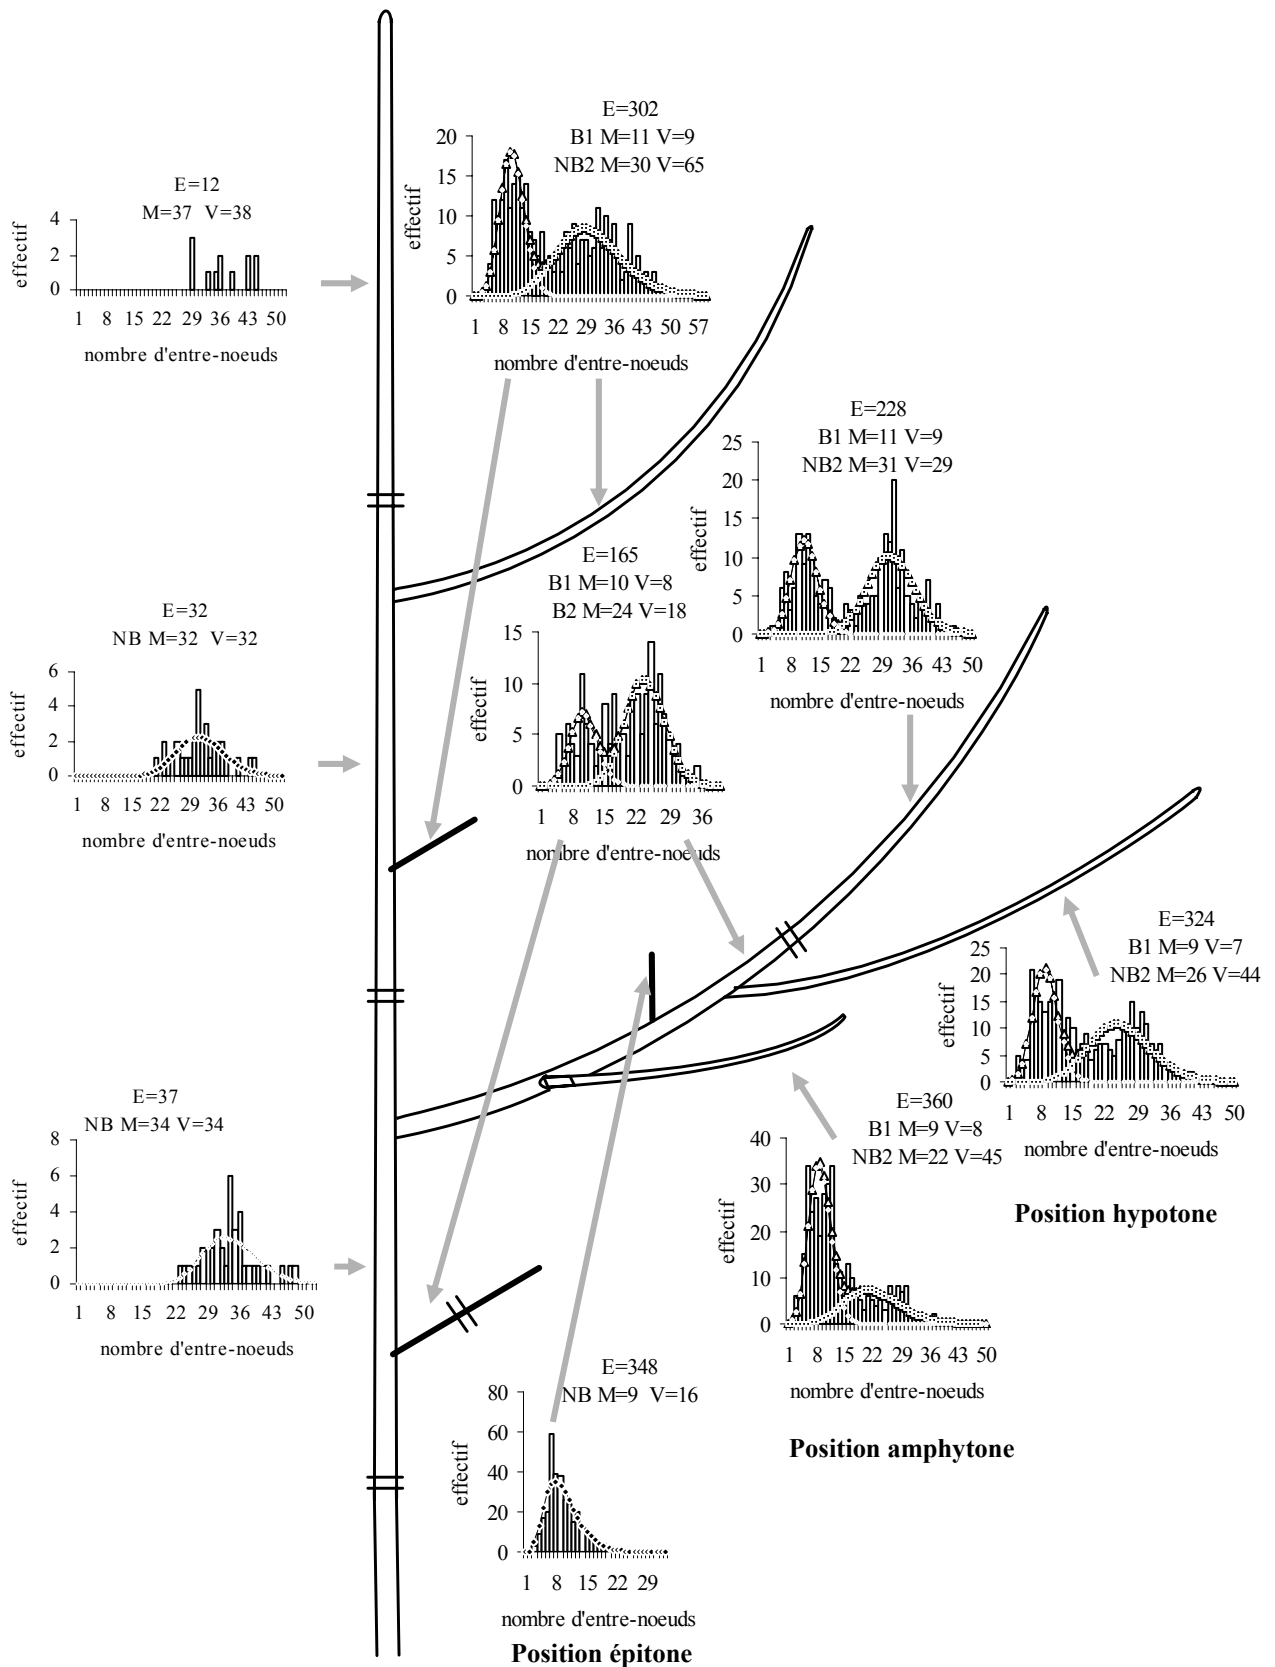 E=302
B1 M=11 V=9
NB2 M=30 V=65
20
15
10
5
0
effectif
1 8 15 22 29 36 43 50 57
nombre d'entre-noeuds
E=12
M=37 V=38
4
2
0
effectif
1 8 15 22 29 36 43 50
nombre d'entre-noeuds
E=228
B1 M=11 V=9
NB2 M=31 V=29
25
20
15
10
5
0
effectif
1 8 15 22 29 36 43 50
nombre d'entre-noeuds
E=165
B1 M=10 V=8
B2 M=24 V=18
15
10
5
0
effectif
1 8 15 22 29 36
nombre d'entre-noeuds
E=32
NB M=32 V=32
6
4
2
0
effectif
1 8 15 22 29 36 43 50
nombre d'entre-noeuds
E=324
B1 M=9 V=7
NB2 M=26 V=44
25
20
15
10
5
0
effectif
1 8 15 22 29 36 43 50
nombre d'entre-noeuds
Position hypotone
E=37
NB M=34 V=34
8
6
4
2
0
effectif
1 8 15 22 29 36 43 50
nombre d'entre-noeuds
E=360
B1 M=9 V=8
NB2 M=22 V=45
40
30
20
10
0
effectif
1 8 15 22 29 36 43 50
nombre d'entre-noeuds
Position amphytone
E=348
NB M=9 V=16
80
60
40
20
0
effectif
1 8 15 22 29
nombre d'entre-noeuds
Position épitone